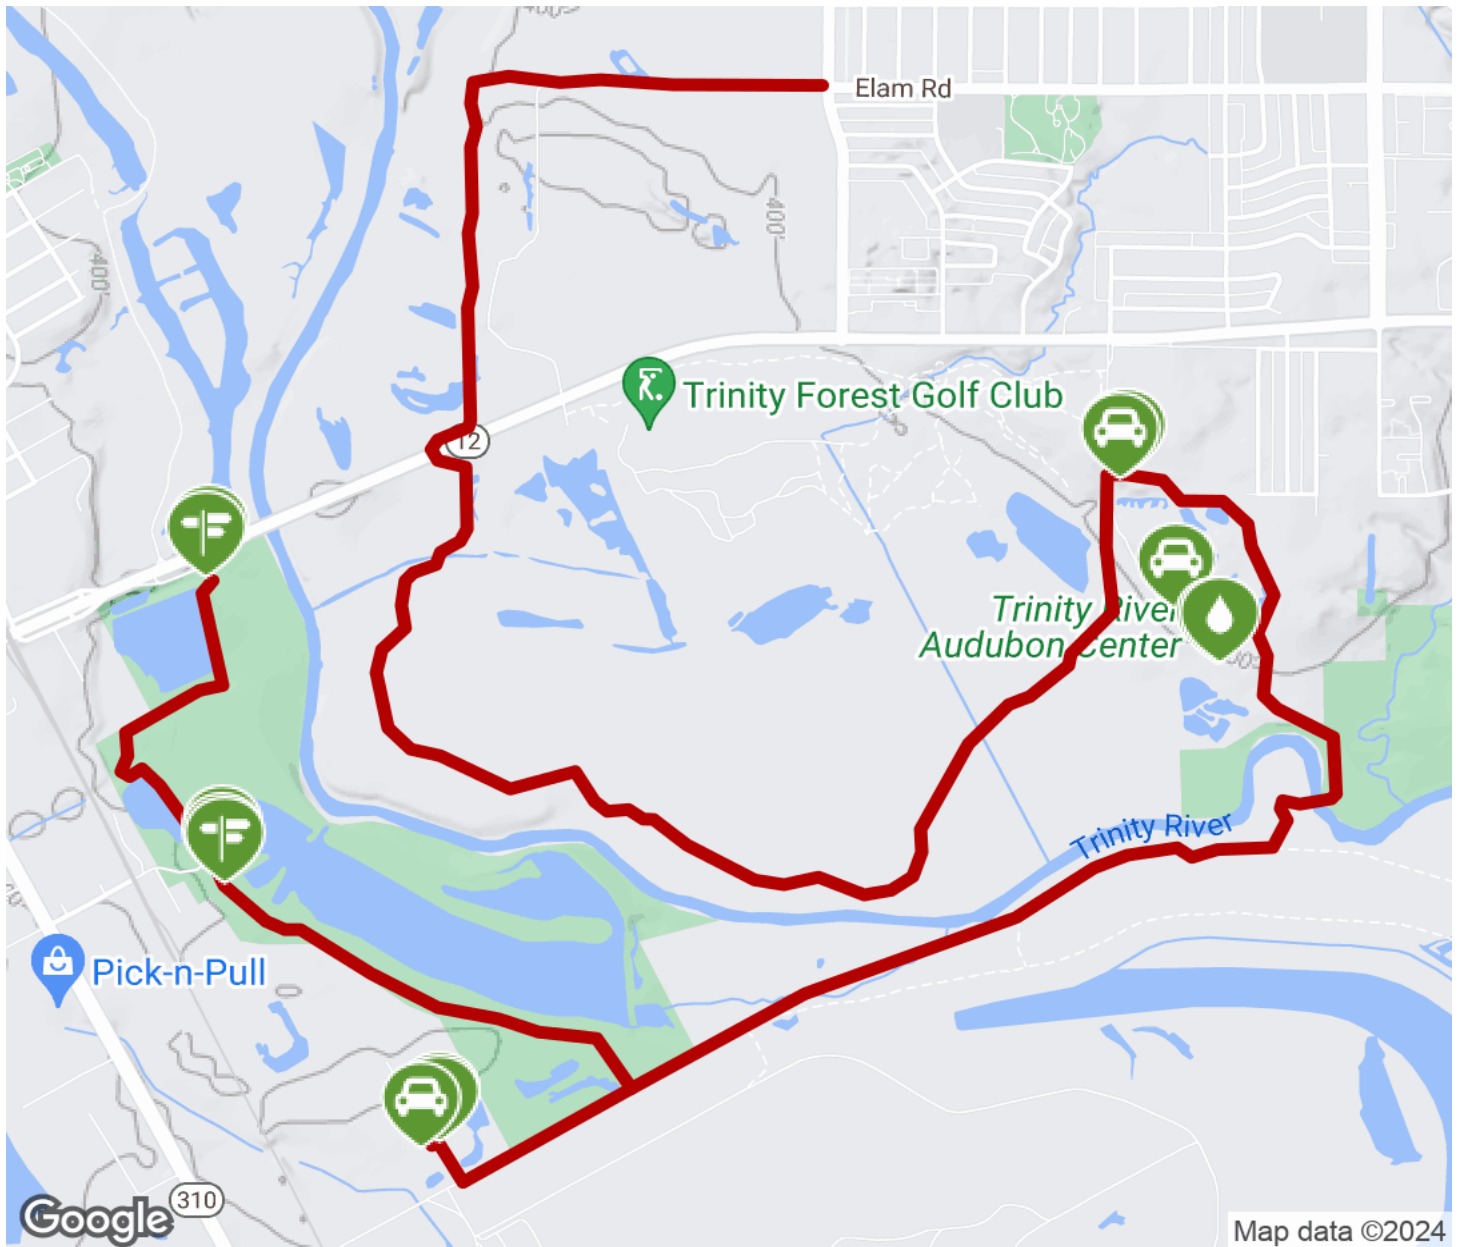 400'
Elam Rd
400'
400'
Trinity Forest Golf Club
12
Trinity River
Audubon Center
Trinity River
Pick-n-Pull
310
Google
Map data ©2024